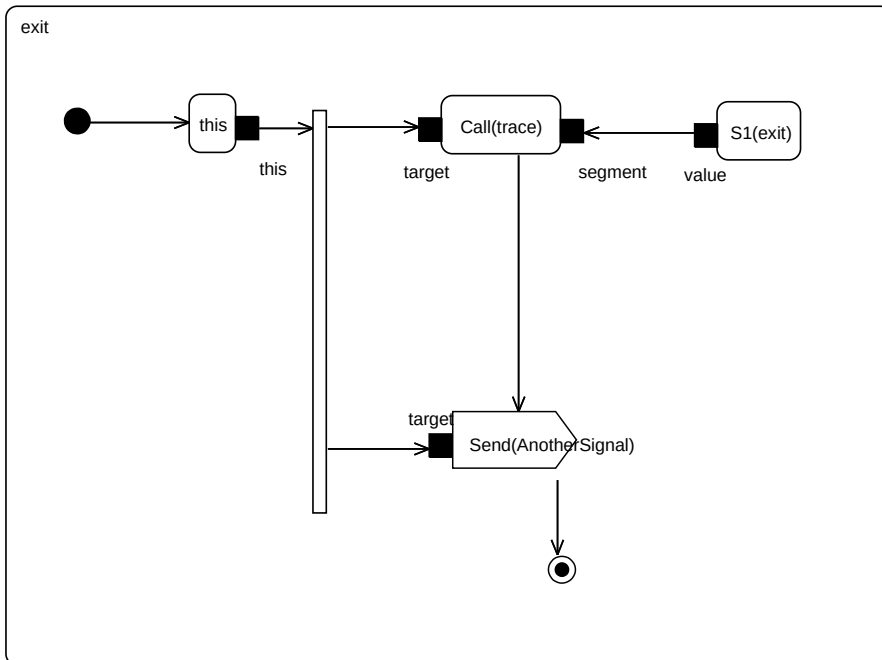 exit
this
Call(trace)
S1(exit)
this
target
segment
value
target
Send(AnotherSignal)